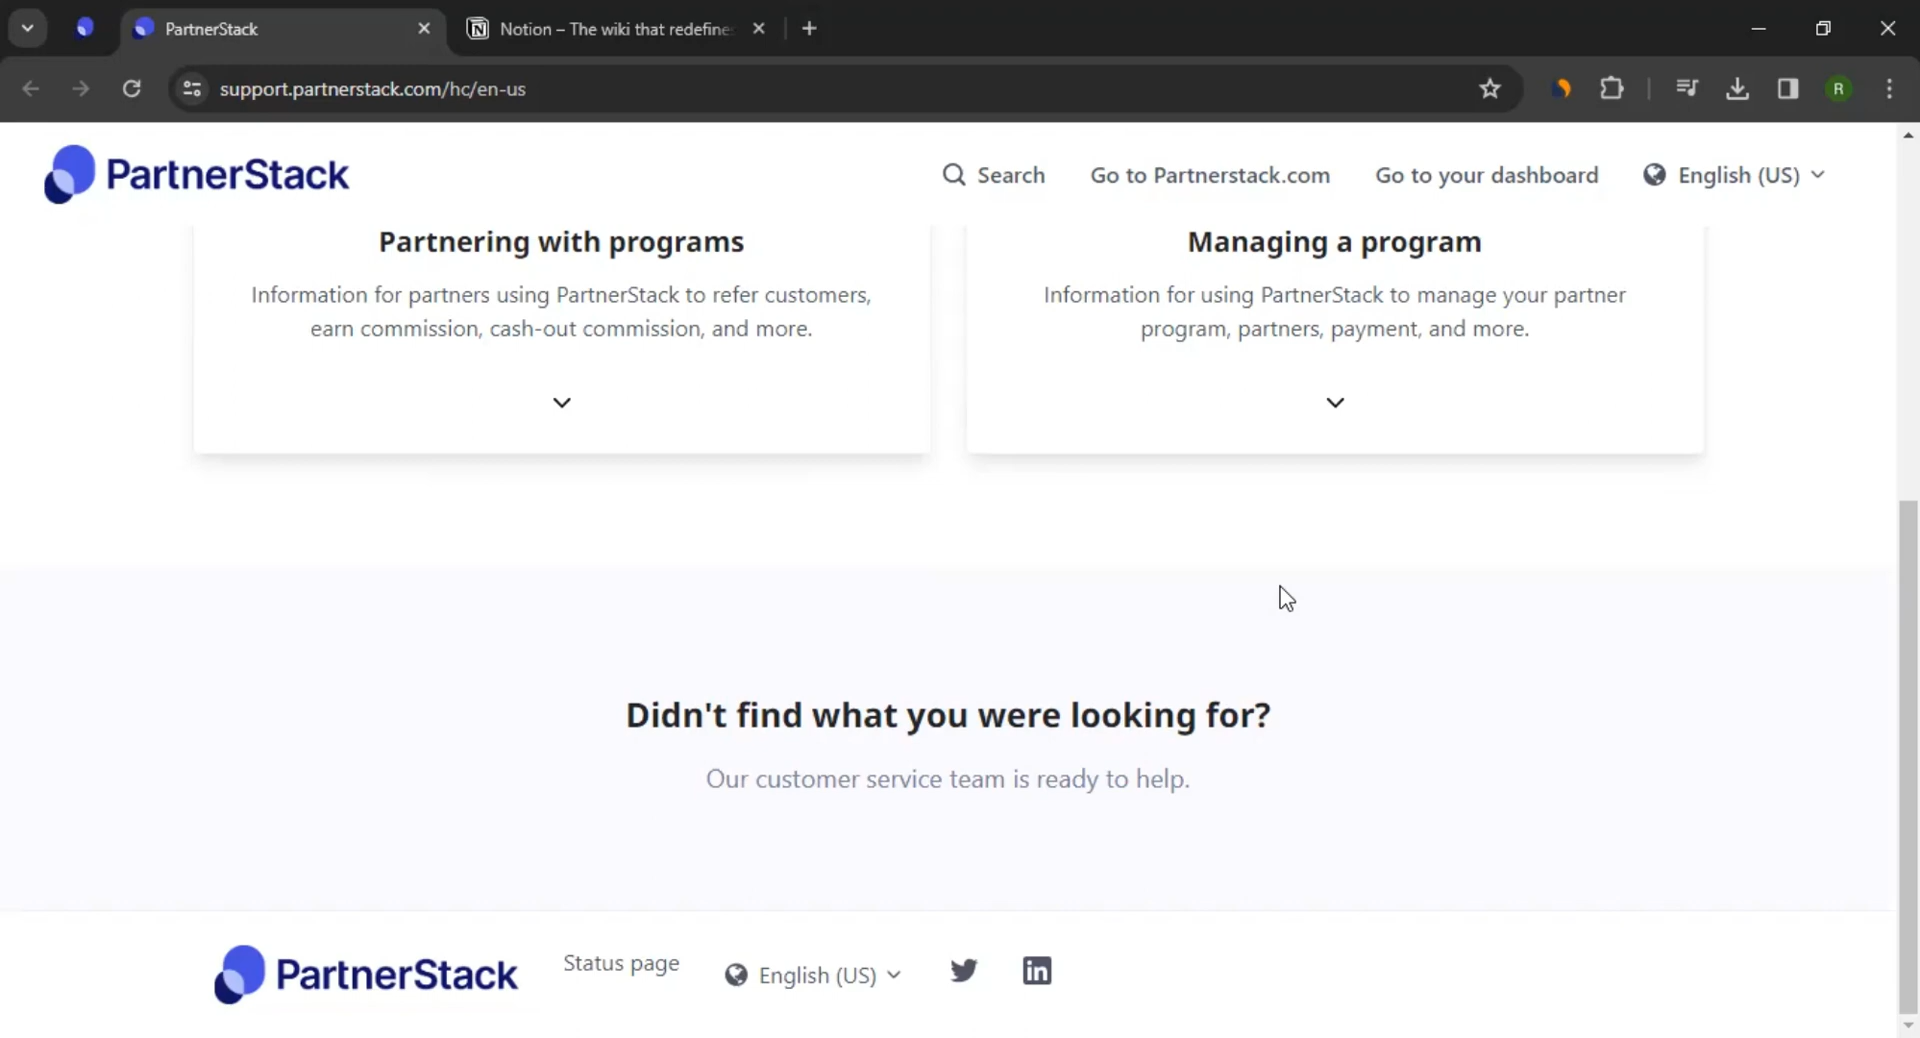 PartnerStack
Notion – The wiki that redefines
support.partnerstack.com/hc/en-us
R
PartnerStack
Search
Go to Partnerstack.com
Go to your dashboard
English (US)
Partnering with programs
Information for partners using PartnerStack to refer customers,
earn commission, cash-out commission, and more.
Managing a program
Information for using PartnerStack to manage your partner
program, partners, payment, and more.
Didn't find what you were looking for?
Our customer service team is ready to help.
PartnerStack
Status page
English (US)
in